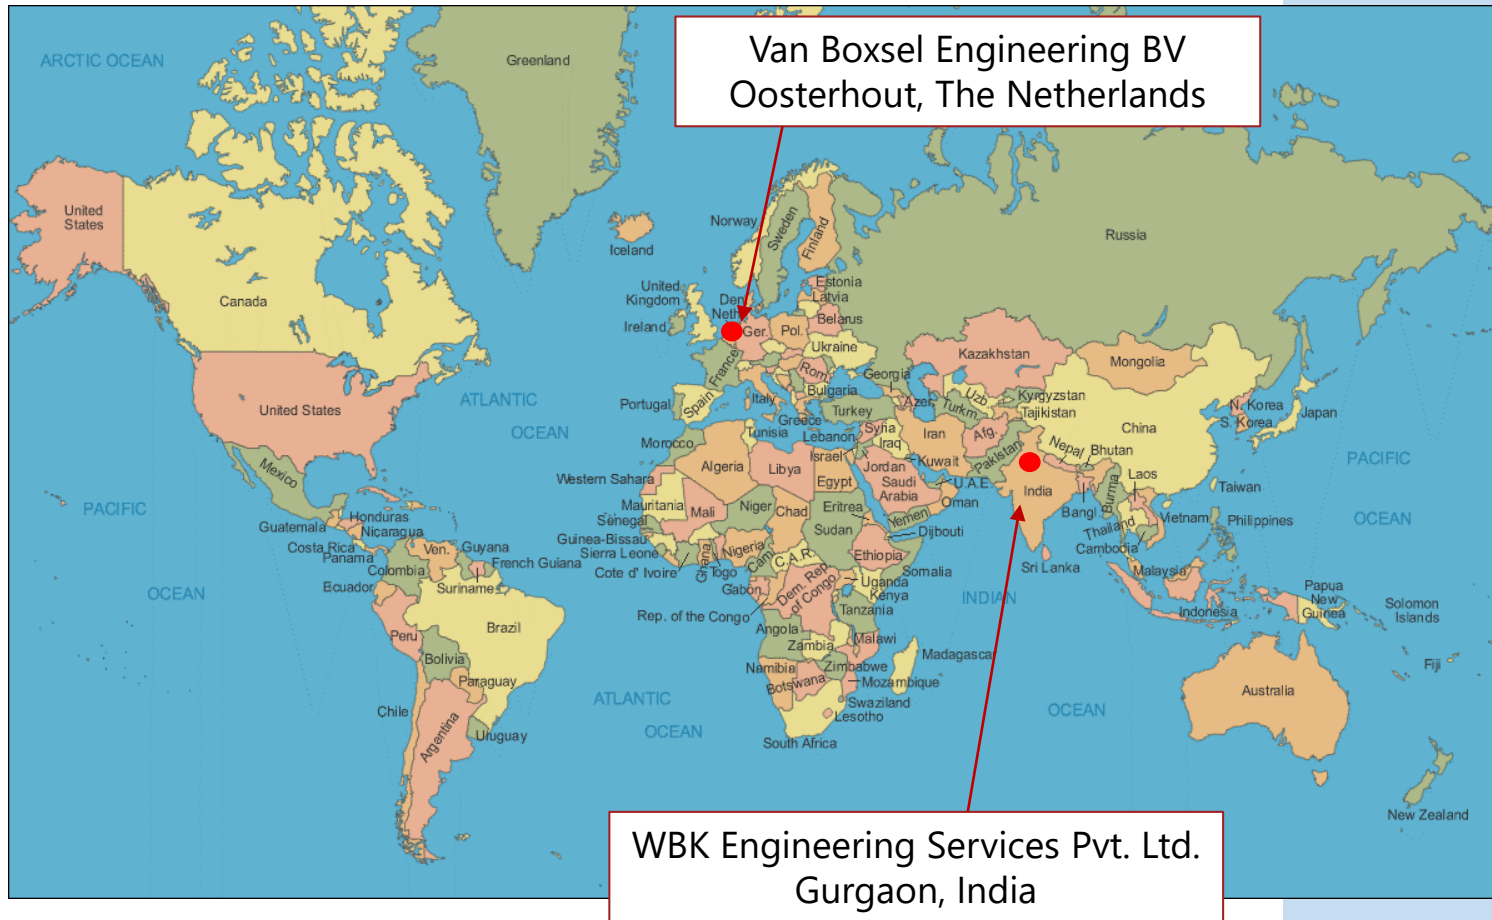 Van Boxsel Engineering BV
Oosterhout, The Netherlands
ARCTIC OCEAN
Greenland
United
States
Canada
United States
Mexico
Guatemala
Honduras
Nicaragua
Costa Rica
Panama
Ven.
Guyana
French Guiana
Colombia
Suriname
Ecuador
Peru
Brazil
Bolivia
Paraguay
Chile
Argentina
Uruguay
PACIFIC
OCEAN
ATLANTIC
OCEAN
ATLANTIC
OCEAN
Iceland
Norway
Sweden
Finland
United
Kingdom
Ireland
Den
Neth
Ger.
Pol.
Estonia
Latvia
Belarus
Ukraine
France
Rom.
Bulgaria
Portugal
Spain
Italy
Greece
Turkey
Georgia
Azer.
Russia
Kazakhstan
Mongolia
Uzb.
Turkm.
Kyrgyzstan
Tajikistan
China
N. Korea
S. Korea
Japan
Morocco
Tunisia
Lebanon
Israel
Syria
Iraq
Iran
Afg.
Pakistan
Nepal
Bhutan
Jordan
Kuwait
Saudi
Arabia
U.A.E.
Oman
Yemen
Western Sahara
Algeria
Libya
Egypt
Mauritania
Mali
Niger
Chad
Sudan
Eritrea
Djibouti
Senegal
Guinea-Bissau
Sierra Leone
Cote d' Ivoire
Ghana
Togo
Nigeria
Cam.
C.A.R.
Ethiopia
Somalia
Gabon
Rep. of the Congo
Dem. Rep.
of Congo
Uganda
Kenya
Tanzania
Angola
Zambia
Malawi
Namibia
Botswana
Zimbabwe
Mozambique
Madagascar
Swaziland
Lesotho
South Africa
India
Bangl.
Burma
Laos
Taiwan
Thailand
Vietnam
Cambodia
Philippines
Sri Lanka
Malaysia
Indonesia
Papua
New
Guinea
Solomon
Islands
Fiji
Australia
New Zealand
INDIAN
OCEAN
PACIFIC
OCEAN
WBK Engineering Services Pvt. Ltd.
Gurgaon, India